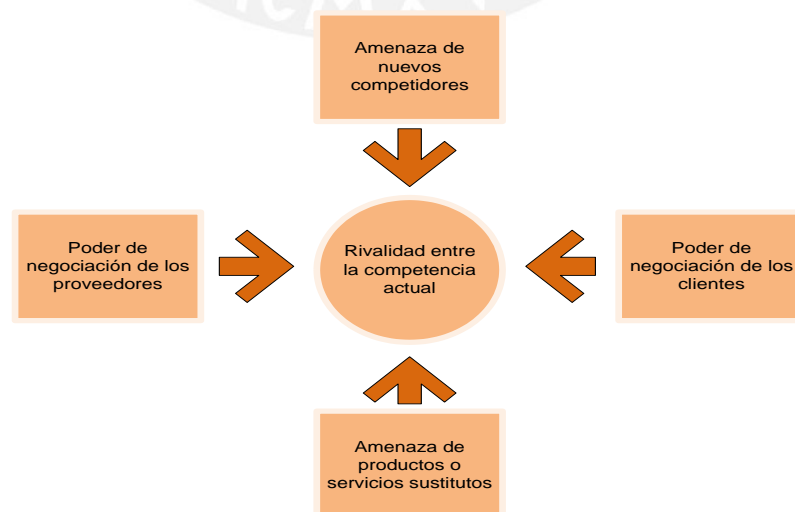 Amenaza de
nuevos
competidores
Poder de
negociación de los
proveedores
Rivalidad entre
la competencia
actual
Poder de
negociación de los
clientes
Amenaza de
productos o
servicios sustitutos